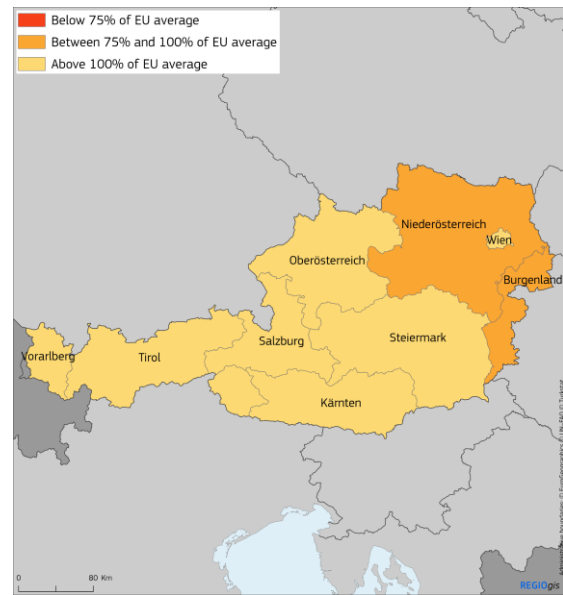 Below 75% of EU average
Between 75% and 100% of EU average
Above 100% of EU average
Niederösterreich
Wien
Oberösterreich
Burgenland
Salzburg
Steiermark
Vorarlberg
Tirol
Kärnten
0 80 Km
REGIOgis